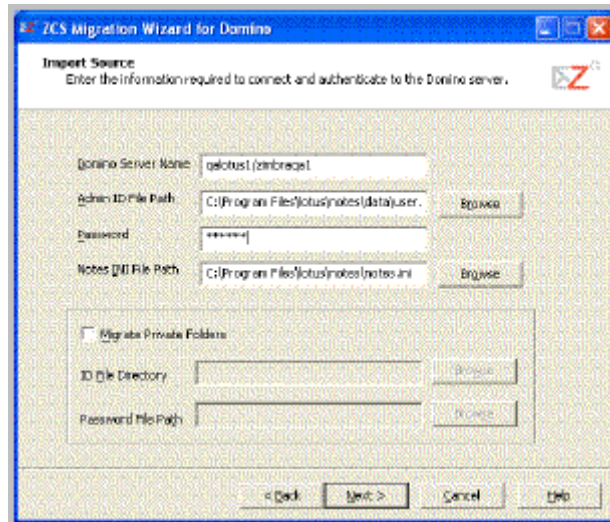 ZCS Migration Wizard for Domino
Import Source
Enter the information required to connect and authenticate to the Domino server.
Domino Server Name qalotus1/zimbraqa1
Admin ID File Path C:\Program Files\lotus\notes\data\user. Browse
Password ******
Notes INI File Path C:\Program Files\lotus\notes\notes.ini Browse
Migrate Private Folders
ID File Directory Browse
Password File Path Browse
< Back Next > Cancel Help